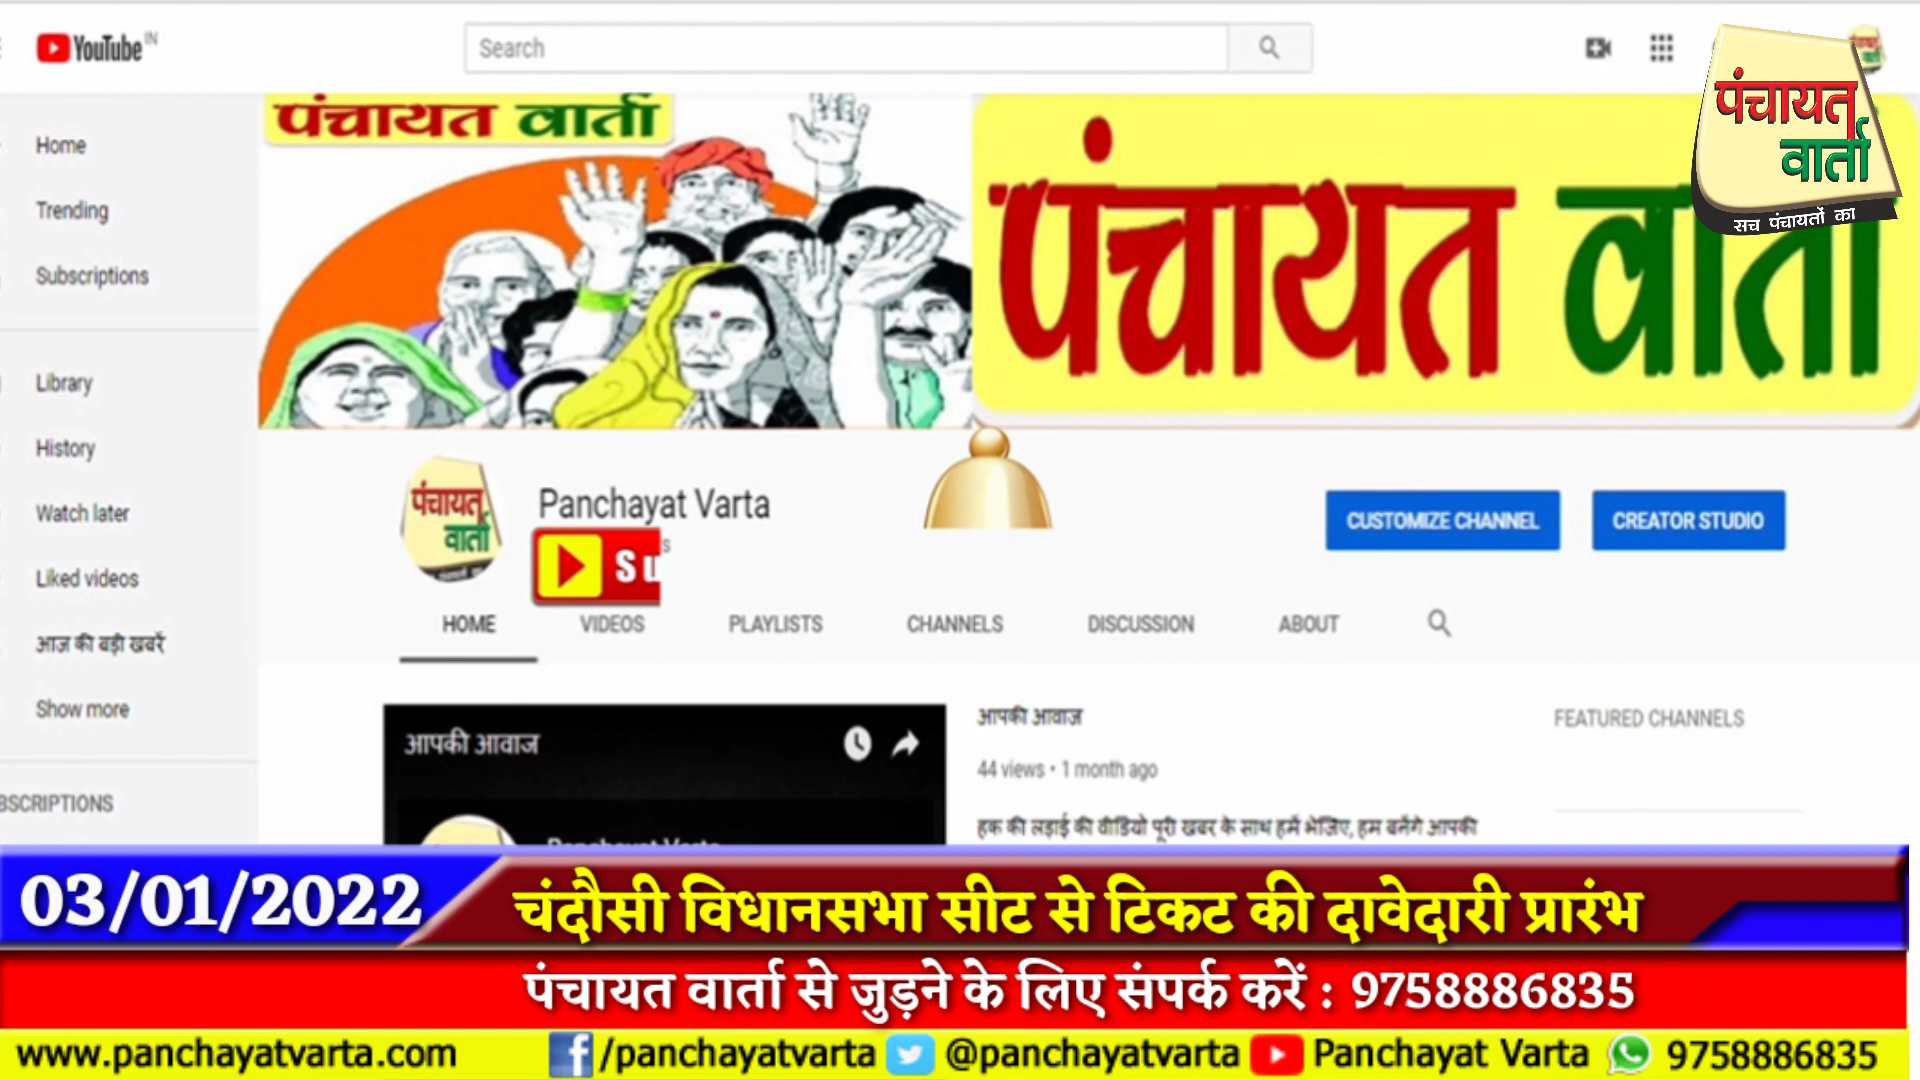 YouTube IN
Search
पंचायत
वार्ता
सच पंचायतों का
पंचायत वार्ता
पंचायत वार्ता
Home
Trending
Subscriptions
Library
History
Watch later
Liked videos
आज की बड़ी खबरें
Show more
BSCRIPTIONS
पंचायत
वार्ता
Panchayat Varta
Su
CUSTOMIZE CHANNEL
CREATOR STUDIO
HOME VIDEOS PLAYLISTS CHANNELS DISCUSSION ABOUT
आपकी आवाज
आपकी आवाज
44 views • 1 month ago
हक की लड़ाई की वीडियो पूरी खबर के साथ हमें भेजिए, हम बनेंगे आपकी
FEATURED CHANNELS
03/01/2022
चंदौसी विधानसभा सीट से टिकट की दावेदारी प्रारंभ
पंचायत वार्ता से जुड़ने के लिए संपर्क करें : 9758886835
www.panchayatvarta.com /panchayatvarta @panchayatvarta Panchayat Varta 9758886835